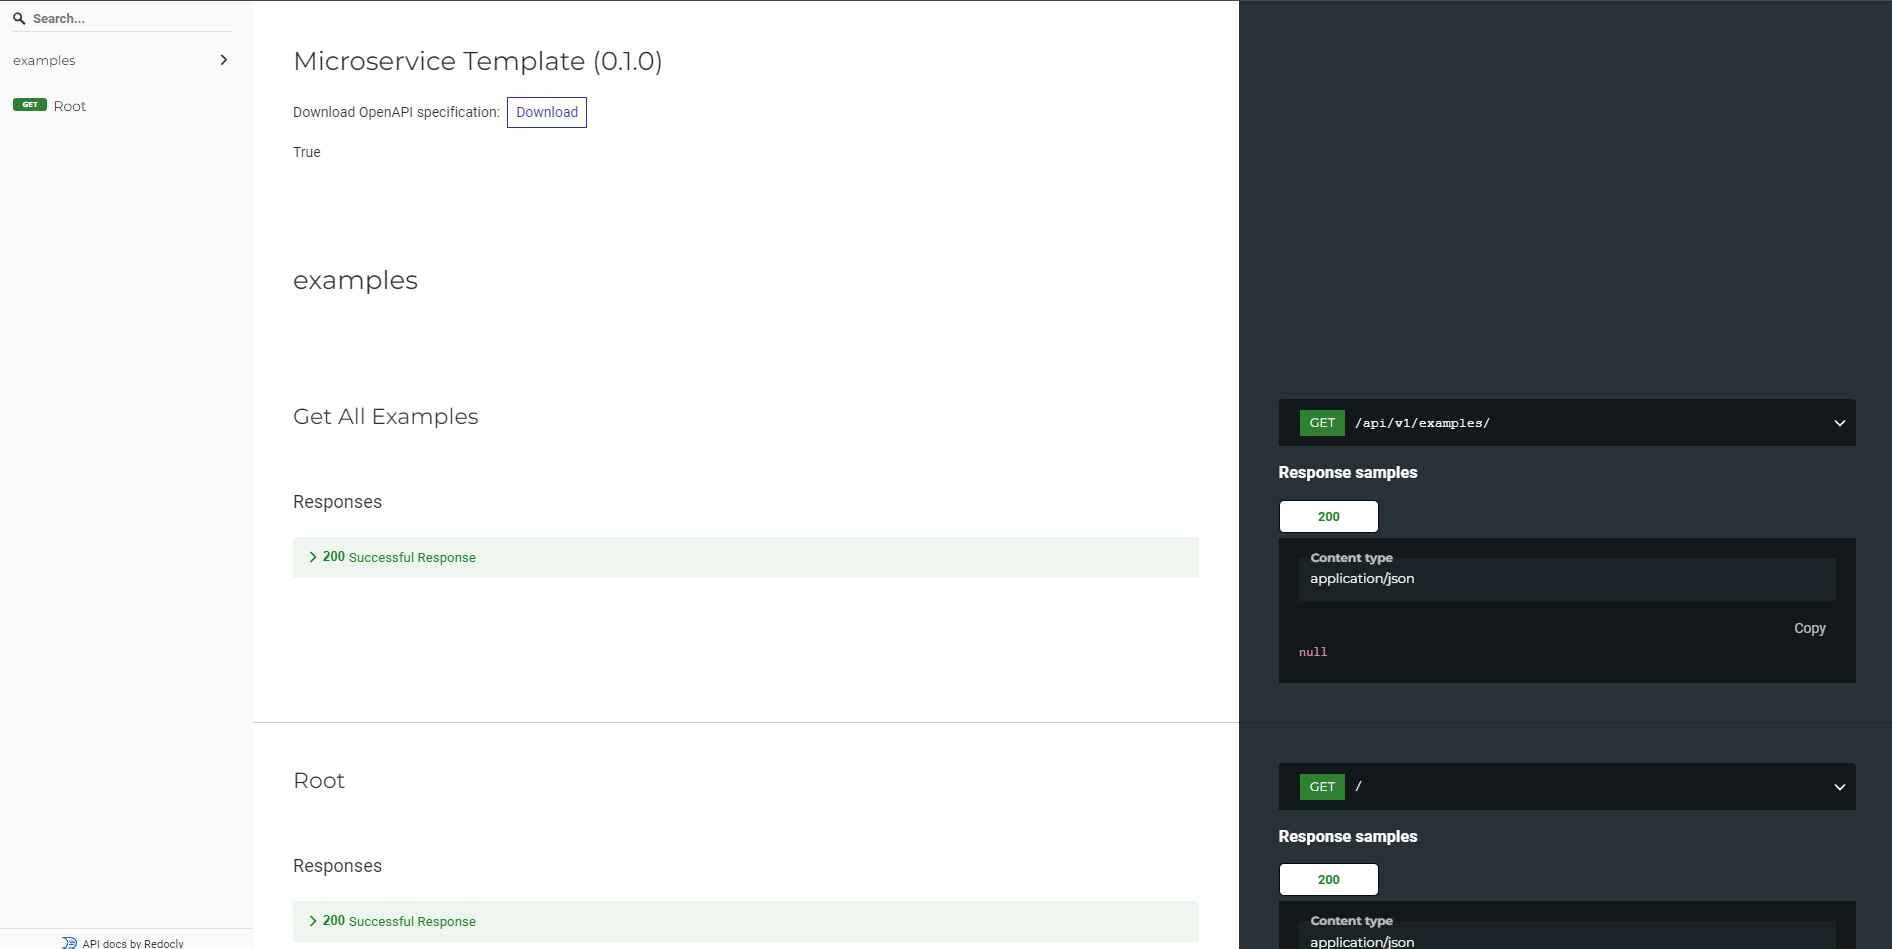 Search...
examples
GET Root
API docs by Redocly
Microservice Template (0.1.0)
Download OpenAPI specification: Download
True
examples
Get All Examples
Responses
200 Successful Response
GET /api/v1/examples/
Response samples
200
Content type
application/json
Copy
null
Root
Responses
200 Successful Response
GET /
Response samples
200
Content type
application/json